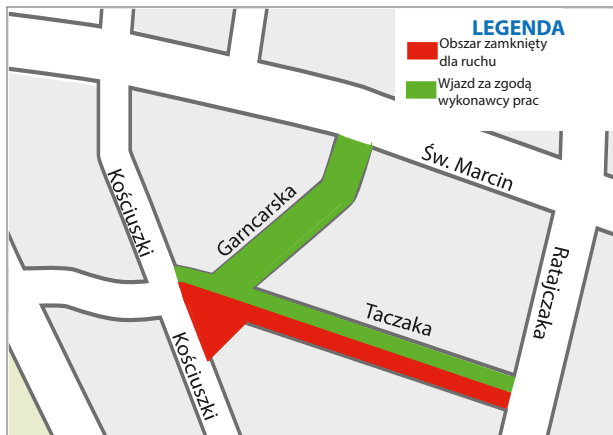 LEGENDA
Obszar zamknięty
dla ruchu
Wjazd za zgodą
wykonawcy prac
Św. Marcin
Kościuszki
Garncarska
Ratajczaka
Taczaka
Kościuszki